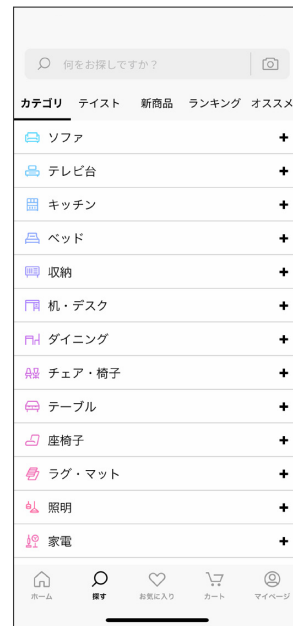 何をお探しですか？
カテゴリ テイスト 新商品 ランキング オススメ
ソファ
テレビ台
キッチン
ベッド
収納
机・デスク
ダイニング
チェア・椅子
テーブル
座椅子
ラグ・マット
照明
家電
ホーム 探す お気に入り カート マイページ